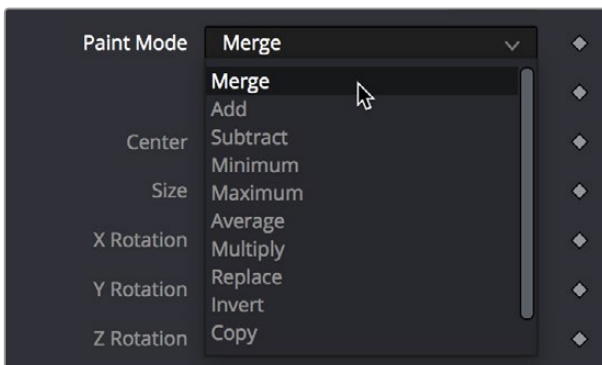 Paint Mode Merge
Merge
Add
Center Subtract
Minimum
Size Maximum
Average
X Rotation Multiply
Replace
Y Rotation Invert
Z Rotation Copy